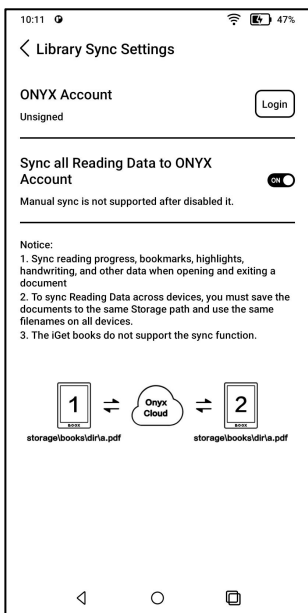 10:11
47%
Library Sync Settings
ONYX Account
Unsigned
Login
Sync all Reading Data to ONYX
Account
ON
Manual sync is not supported after disabled it.
Notice:
1. Sync reading progress, bookmarks, highlights,
handwriting, and other data when opening and exiting a
document
2. To sync Reading Data across devices, you must save the
documents to the same Storage path and use the same
filenames on all devices.
3. The iGet books do not support the sync function.
1
Onyx
Cloud
2
BOOX
BOOX
storage\books\dir\a.pdf
storage\books\dir\a.pdf